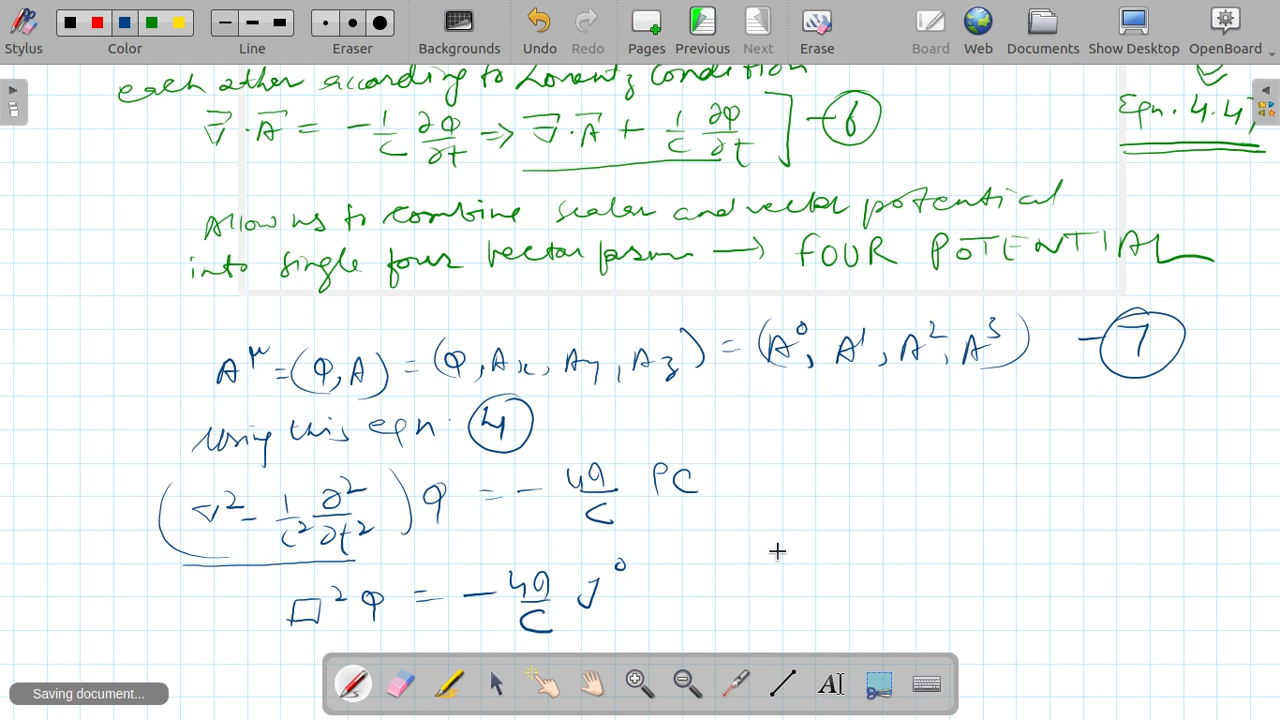 Stylus Color Line Eraser Backgrounds Undo Redo Pages Previous Next Erase Board Web Documents Show Desktop OpenBoard
each other according to Lorentz condition
∇⃗·A⃗ = -1/c ∂φ/∂t ⇒ ∇⃗·A⃗ + 1/c ∂φ/∂t] - 6
Eqn. 4.4,
Allow us to combine scalar and vector potential
into single four vector form → FOUR POTENTIAL
A^μ = (φ, A) = (φ, Ax, Ay, Az) = (A⁰, A¹, A², A³) - 7
Using this eqn. 4
(∇² - 1/c² ∂²/∂t²) φ = - 4π/c ρc
□² φ = - 4π/c J⁰
Saving document...